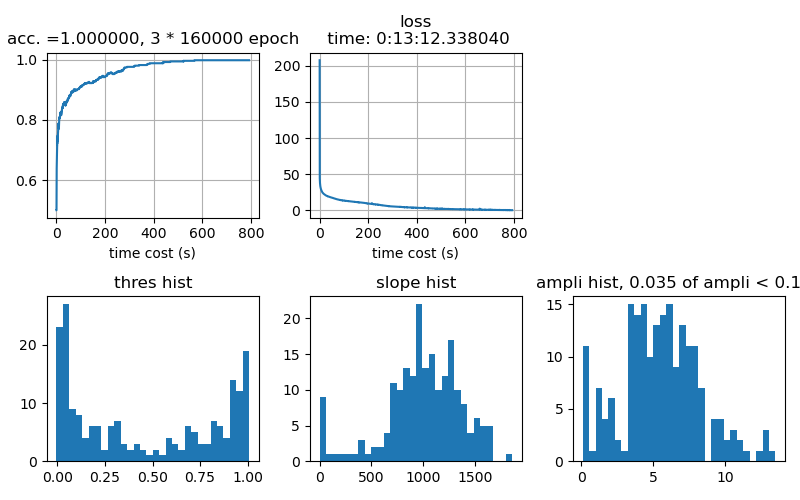 acc. =1.000000, 3 * 160000 epoch
1.0
0.8
0.6
0 200 400 600 800
time cost (s)
loss
time: 0:13:12.338040
200
150
100
50
0
0 200 400 600 800
time cost (s)
thres hist
25
20
15
10
5
0
0.00 0.25 0.50 0.75 1.00
slope hist
20
15
10
5
0
0 500 1000 1500
ampli hist, 0.035 of ampli < 0.1
15
10
5
0
0 5 10